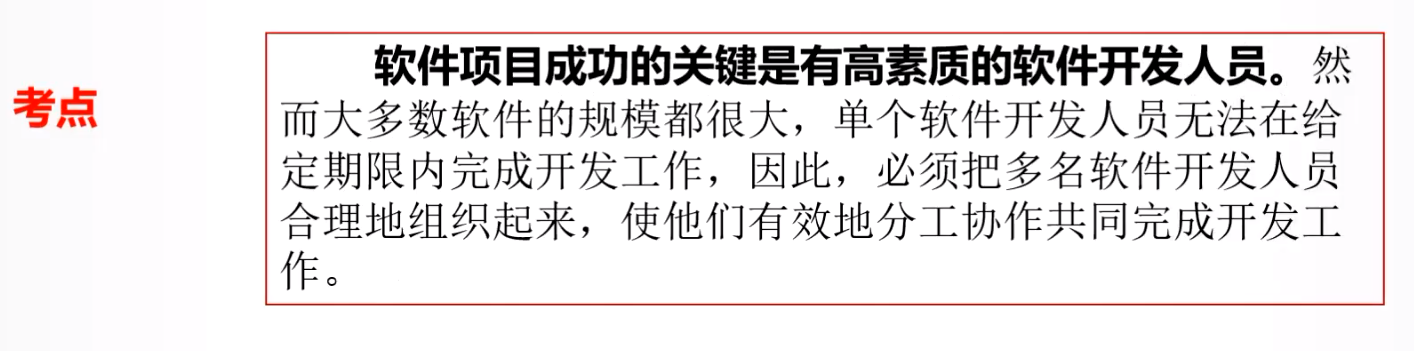 考点
软件项目成功的关键是有高素质的软件开发人员。然
而大多数软件的规模都很大，单个软件开发人员无法在给
定期限内完成开发工作，因此，必须把多名软件开发人员
合理地组织起来，使他们有效地分工协作共同完成开发工
作。